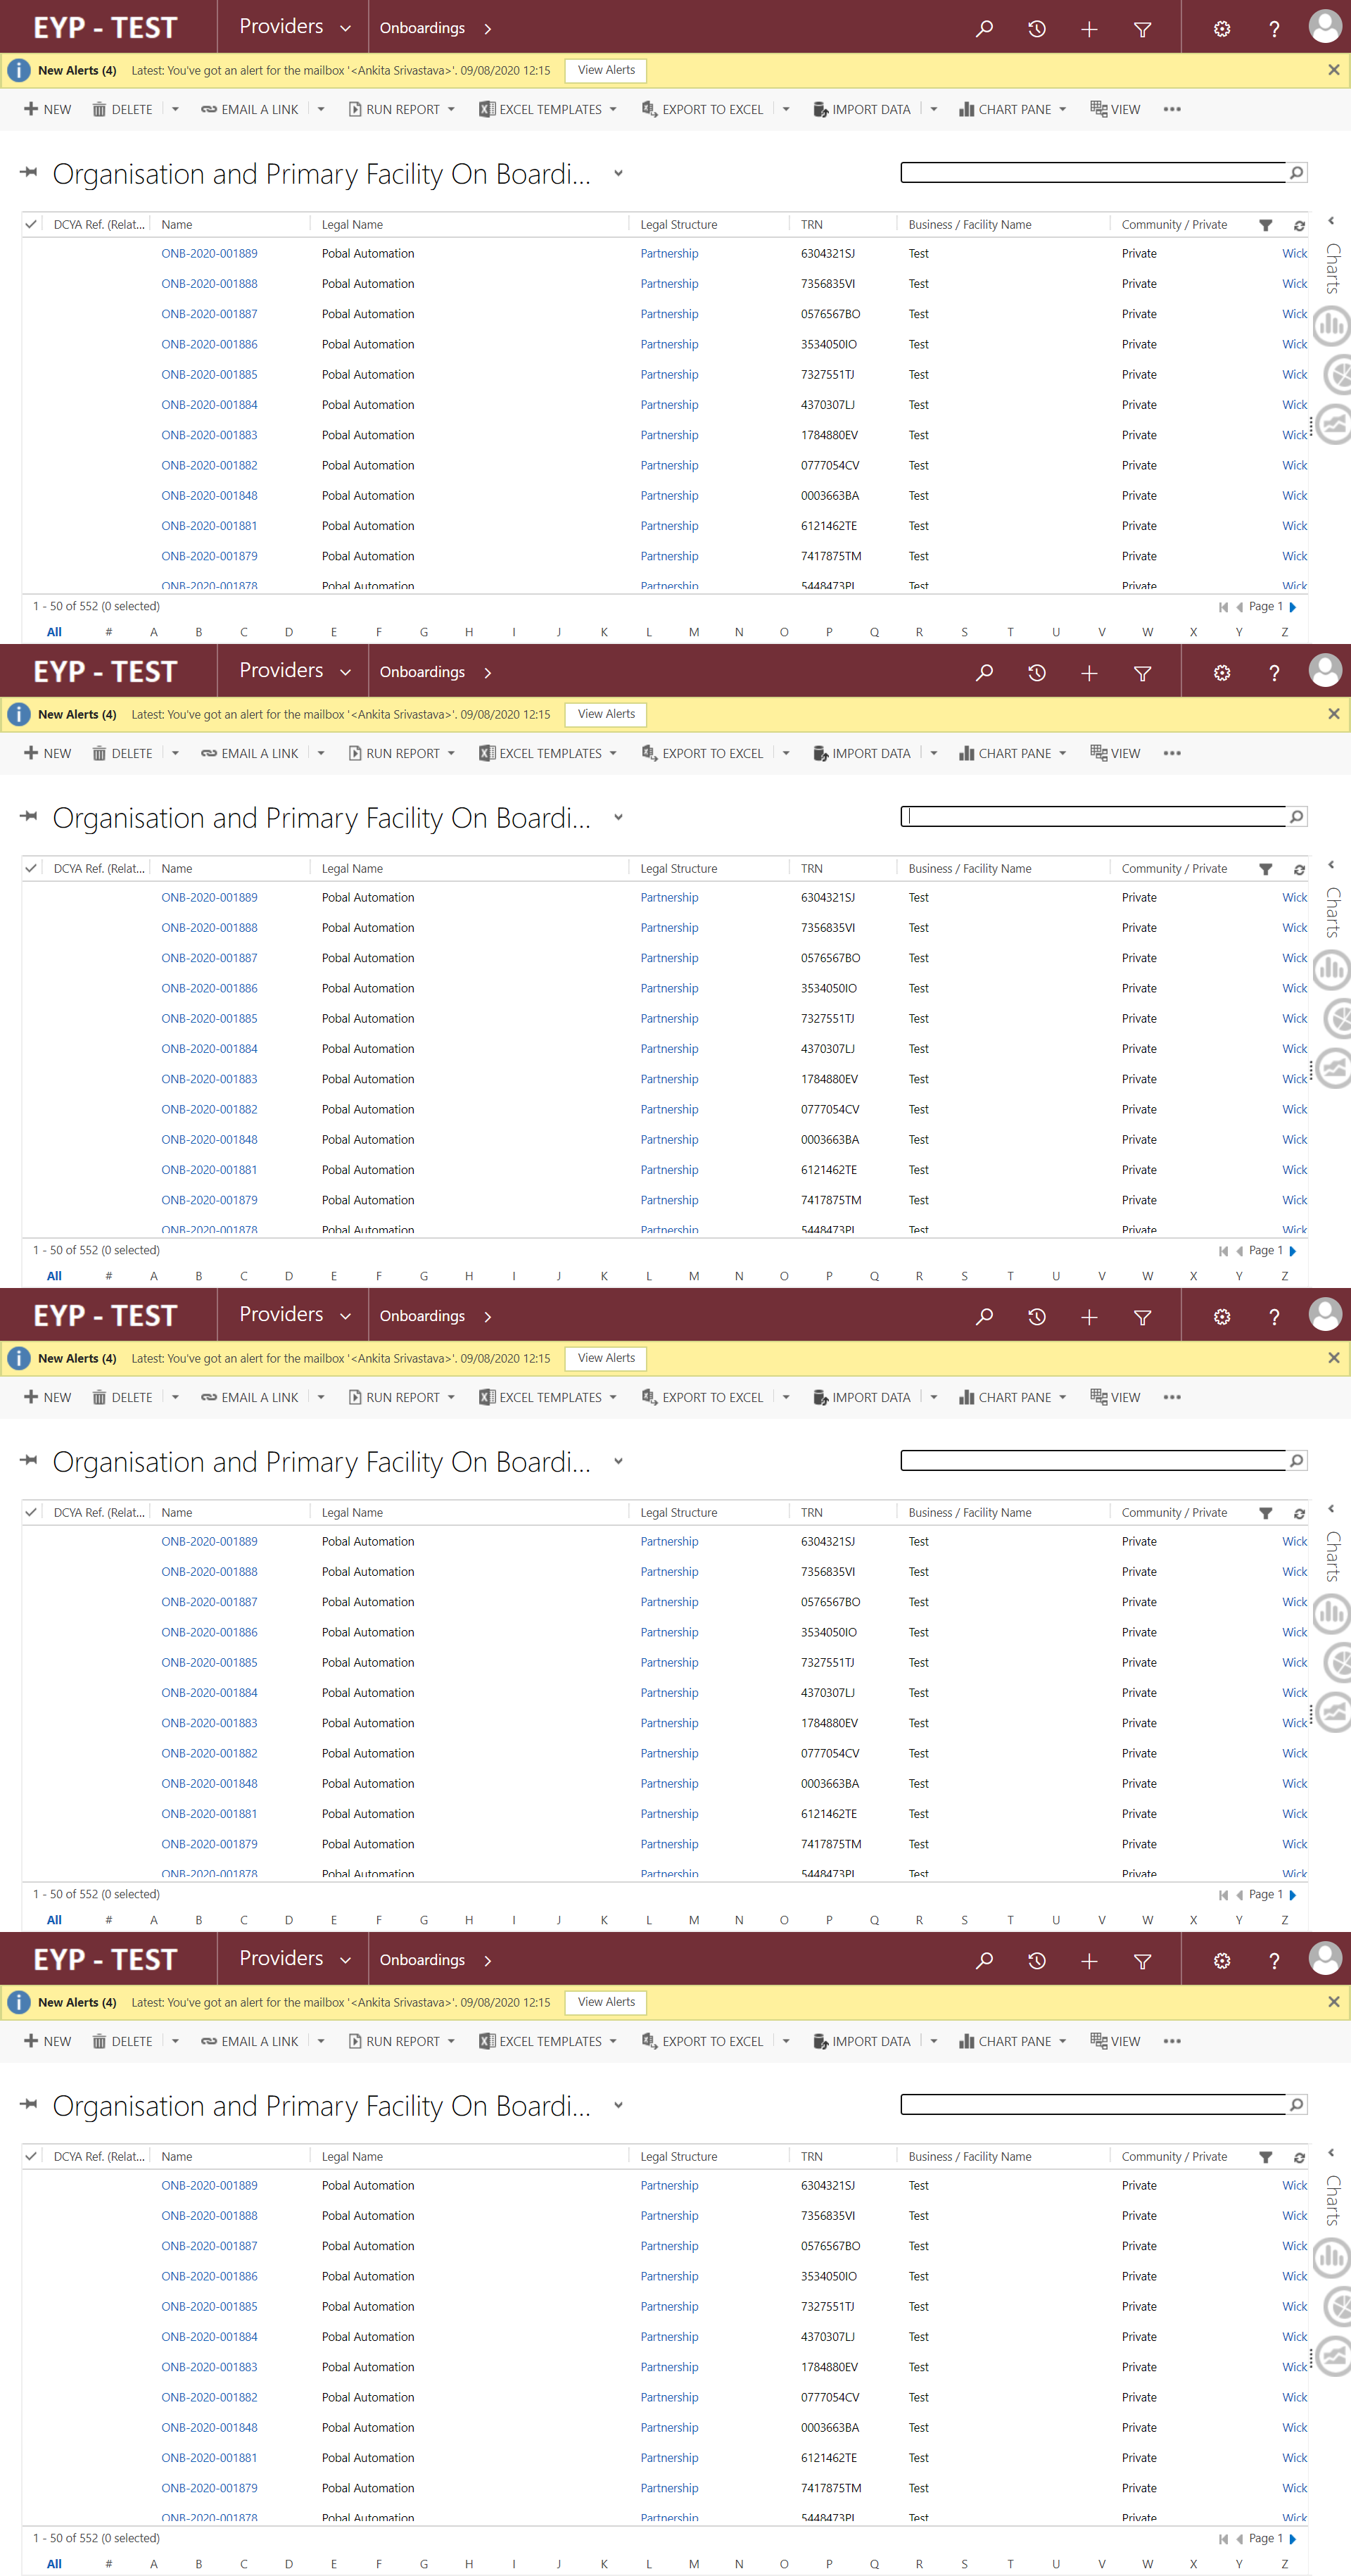 EYP - TEST Providers Onboardings
New Alerts (4) Latest: You've got an alert for the mailbox '<Ankita Srivastava>'. 09/08/2020 12:15 View Alerts
NEW DELETE EMAIL A LINK RUN REPORT EXCEL TEMPLATES EXPORT TO EXCEL IMPORT DATA CHART PANE VIEW
Organisation and Primary Facility On Boardi...
DCYA Ref. (Relat... Name Legal Name Legal Structure TRN Business / Facility Name Community / Private
Charts
ONB-2020-001889 Pobal Automation Partnership 6304321SJ Test Private Wick
ONB-2020-001888 Pobal Automation Partnership 7356835VI Test Private Wick
ONB-2020-001887 Pobal Automation Partnership 0576567BO Test Private Wick
ONB-2020-001886 Pobal Automation Partnership 3534050IO Test Private Wick
ONB-2020-001885 Pobal Automation Partnership 7327551TJ Test Private Wick
ONB-2020-001884 Pobal Automation Partnership 4370307LJ Test Private Wick
ONB-2020-001883 Pobal Automation Partnership 1784880EV Test Private Wick
ONB-2020-001882 Pobal Automation Partnership 0777054CV Test Private Wick
ONB-2020-001848 Pobal Automation Partnership 0003663BA Test Private Wick
ONB-2020-001881 Pobal Automation Partnership 6121462TE Test Private Wick
ONB-2020-001879 Pobal Automation Partnership 7417875TM Test Private Wick
ONB-2020-001878 Pobal Automation Partnership Test Private Wick
1 - 50 of 552 (0 selected) Page 1
All # A B C D E F G H I J K L M N O P Q R S T U V W X Y Z
EYP - TEST Providers Onboardings
New Alerts (4) Latest: You've got an alert for the mailbox '<Ankita Srivastava>'. 09/08/2020 12:15 View Alerts
NEW DELETE EMAIL A LINK RUN REPORT EXCEL TEMPLATES EXPORT TO EXCEL IMPORT DATA CHART PANE VIEW
Organisation and Primary Facility On Boardi...
DCYA Ref. (Relat... Name Legal Name Legal Structure TRN Business / Facility Name Community / Private
Charts
ONB-2020-001889 Pobal Automation Partnership 6304321SJ Test Private Wick
ONB-2020-001888 Pobal Automation Partnership 7356835VI Test Private Wick
ONB-2020-001887 Pobal Automation Partnership 0576567BO Test Private Wick
ONB-2020-001886 Pobal Automation Partnership 3534050IO Test Private Wick
ONB-2020-001885 Pobal Automation Partnership 7327551TJ Test Private Wick
ONB-2020-001884 Pobal Automation Partnership 4370307LJ Test Private Wick
ONB-2020-001883 Pobal Automation Partnership 1784880EV Test Private Wick
ONB-2020-001882 Pobal Automation Partnership 0777054CV Test Private Wick
ONB-2020-001848 Pobal Automation Partnership 0003663BA Test Private Wick
ONB-2020-001881 Pobal Automation Partnership 6121462TE Test Private Wick
ONB-2020-001879 Pobal Automation Partnership 7417875TM Test Private Wick
ONB-2020-001878 Pobal Automation Partnership Test Private Wick
1 - 50 of 552 (0 selected) Page 1
All # A B C D E F G H I J K L M N O P Q R S T U V W X Y Z
EYP - TEST Providers Onboardings
New Alerts (4) Latest: You've got an alert for the mailbox '<Ankita Srivastava>'. 09/08/2020 12:15 View Alerts
NEW DELETE EMAIL A LINK RUN REPORT EXCEL TEMPLATES EXPORT TO EXCEL IMPORT DATA CHART PANE VIEW
Organisation and Primary Facility On Boardi...
DCYA Ref. (Relat... Name Legal Name Legal Structure TRN Business / Facility Name Community / Private
Charts
ONB-2020-001889 Pobal Automation Partnership 6304321SJ Test Private Wick
ONB-2020-001888 Pobal Automation Partnership 7356835VI Test Private Wick
ONB-2020-001887 Pobal Automation Partnership 0576567BO Test Private Wick
ONB-2020-001886 Pobal Automation Partnership 3534050IO Test Private Wick
ONB-2020-001885 Pobal Automation Partnership 7327551TJ Test Private Wick
ONB-2020-001884 Pobal Automation Partnership 4370307LJ Test Private Wick
ONB-2020-001883 Pobal Automation Partnership 1784880EV Test Private Wick
ONB-2020-001882 Pobal Automation Partnership 0777054CV Test Private Wick
ONB-2020-001848 Pobal Automation Partnership 0003663BA Test Private Wick
ONB-2020-001881 Pobal Automation Partnership 6121462TE Test Private Wick
ONB-2020-001879 Pobal Automation Partnership 7417875TM Test Private Wick
ONB-2020-001878 Pobal Automation Partnership Test Private Wick
1 - 50 of 552 (0 selected) Page 1
All # A B C D E F G H I J K L M N O P Q R S T U V W X Y Z
EYP - TEST Providers Onboardings
New Alerts (4) Latest: You've got an alert for the mailbox '<Ankita Srivastava>'. 09/08/2020 12:15 View Alerts
NEW DELETE EMAIL A LINK RUN REPORT EXCEL TEMPLATES EXPORT TO EXCEL IMPORT DATA CHART PANE VIEW
Organisation and Primary Facility On Boardi...
DCYA Ref. (Relat... Name Legal Name Legal Structure TRN Business / Facility Name Community / Private
Charts
ONB-2020-001889 Pobal Automation Partnership 6304321SJ Test Private Wick
ONB-2020-001888 Pobal Automation Partnership 7356835VI Test Private Wick
ONB-2020-001887 Pobal Automation Partnership 0576567BO Test Private Wick
ONB-2020-001886 Pobal Automation Partnership 3534050IO Test Private Wick
ONB-2020-001885 Pobal Automation Partnership 7327551TJ Test Private Wick
ONB-2020-001884 Pobal Automation Partnership 4370307LJ Test Private Wick
ONB-2020-001883 Pobal Automation Partnership 1784880EV Test Private Wick
ONB-2020-001882 Pobal Automation Partnership 0777054CV Test Private Wick
ONB-2020-001848 Pobal Automation Partnership 0003663BA Test Private Wick
ONB-2020-001881 Pobal Automation Partnership 6121462TE Test Private Wick
ONB-2020-001879 Pobal Automation Partnership 7417875TM Test Private Wick
ONB-2020-001878 Pobal Automation Partnership Test Private Wick
1 - 50 of 552 (0 selected) Page 1
All # A B C D E F G H I J K L M N O P Q R S T U V W X Y Z